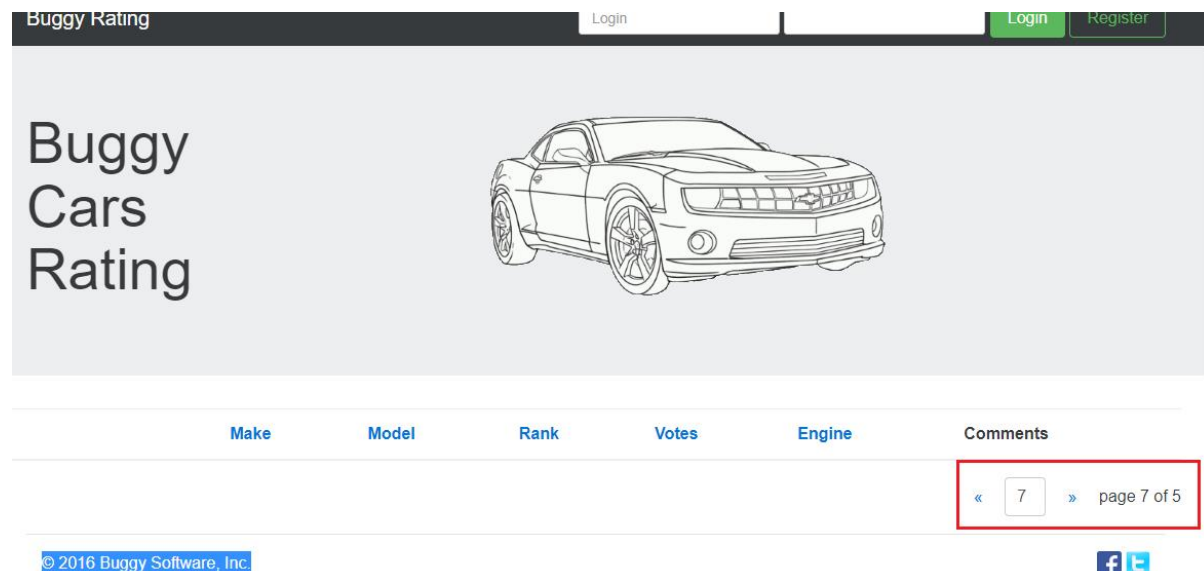 Buggy Rating Login Login Register
Buggy
Cars
Rating
Make Model Rank Votes Engine Comments
« 7 » page 7 of 5
© 2016 Buggy Software, Inc.